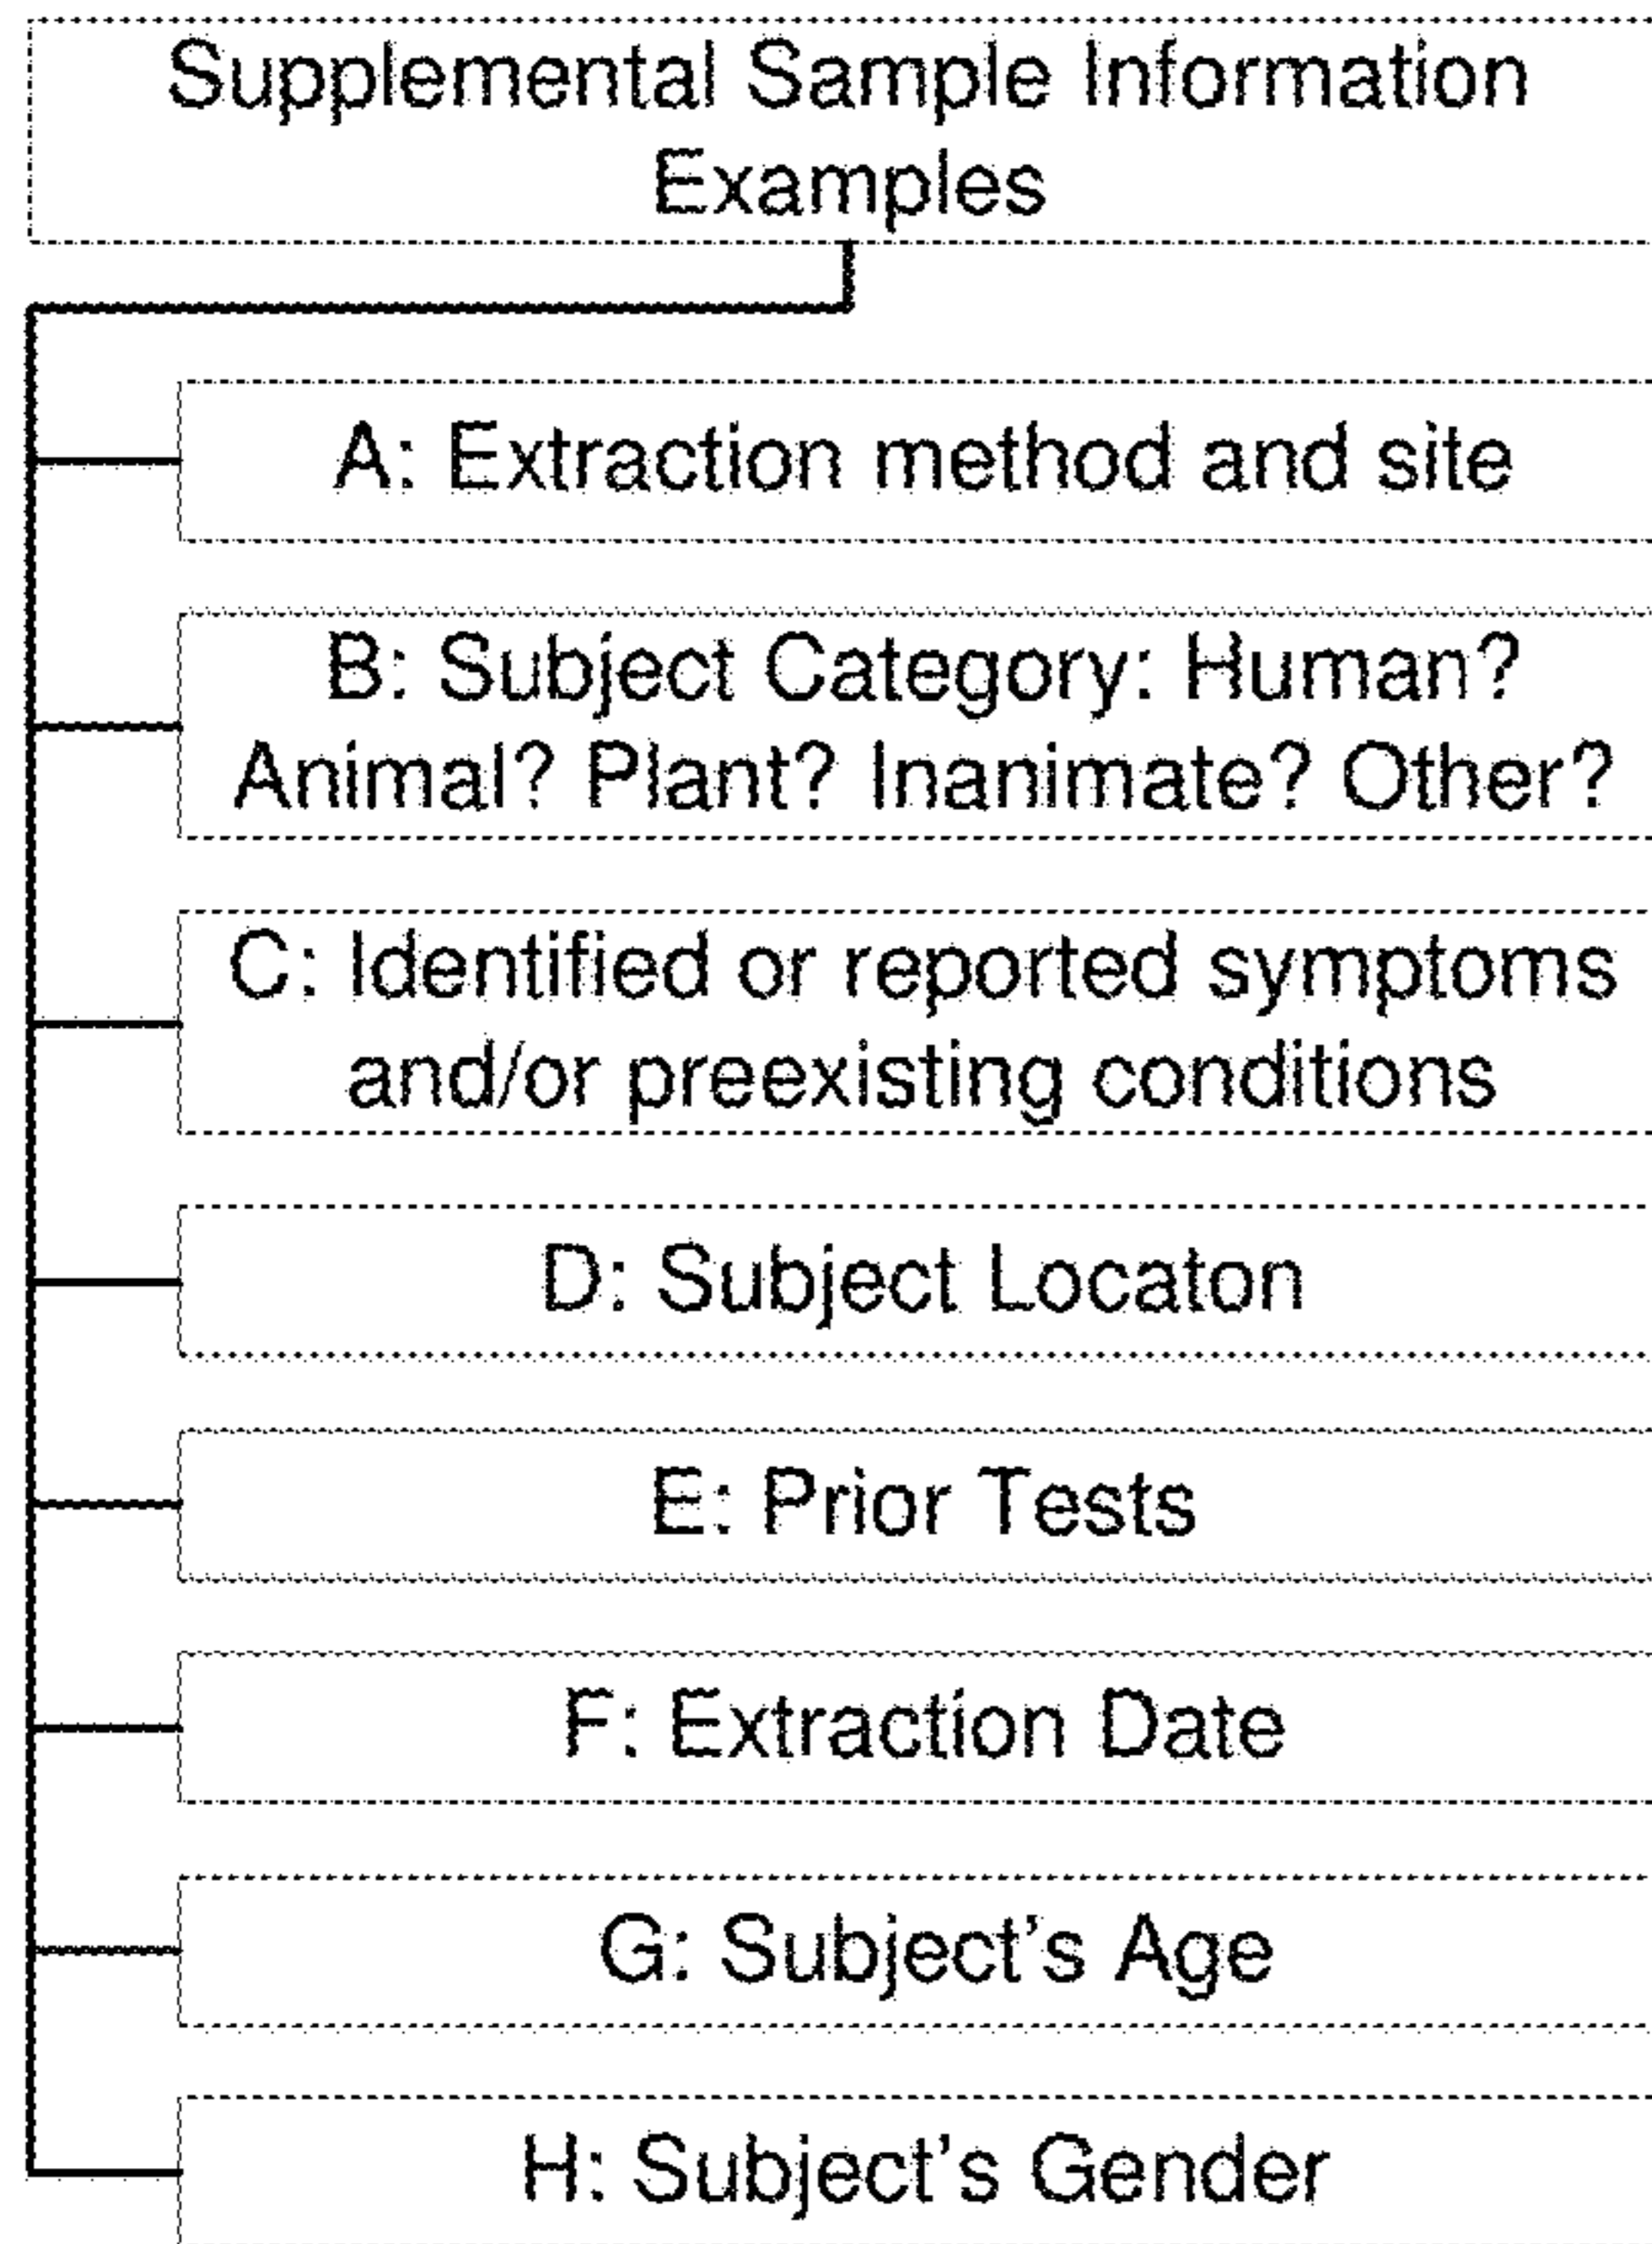 Supplemental Sample Information
Examples
A: Extraction method and site
B: Subject Category: Human?
Animal? Plant? Inanimate? Other?
C: Identified or reported symptoms
and/or preexisting conditions
D: Subject Locaton
E: Prior Tests
F: Extraction Date
G: Subject's Age
H: Subject's Gender